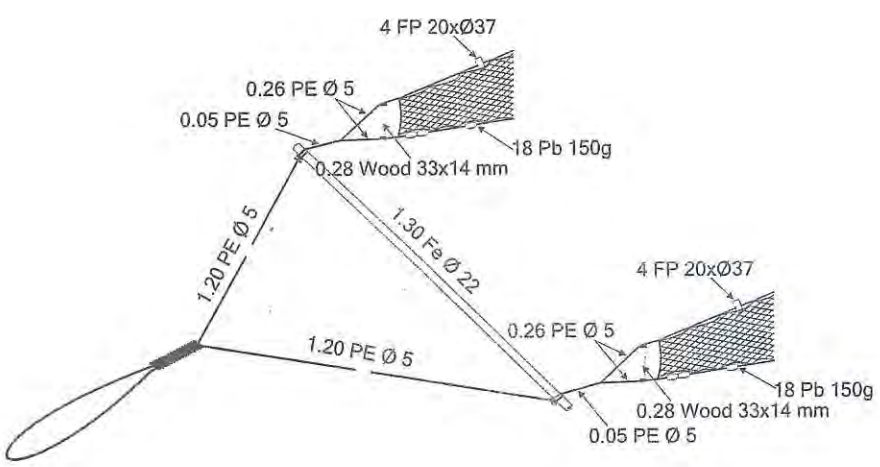 4 FP 20xØ37
0.26 PE Ø 5
0.05 PE Ø 5
18 Pb 150g
0.28 Wood 33x14 mm
1.20 PE Ø 5
1.30 Fe Ø 22
4 FP 20xØ37
0.26 PE Ø 5
1.20 PE Ø 5
18 Pb 150g
0.28 Wood 33x14 mm
0.05 PE Ø 5